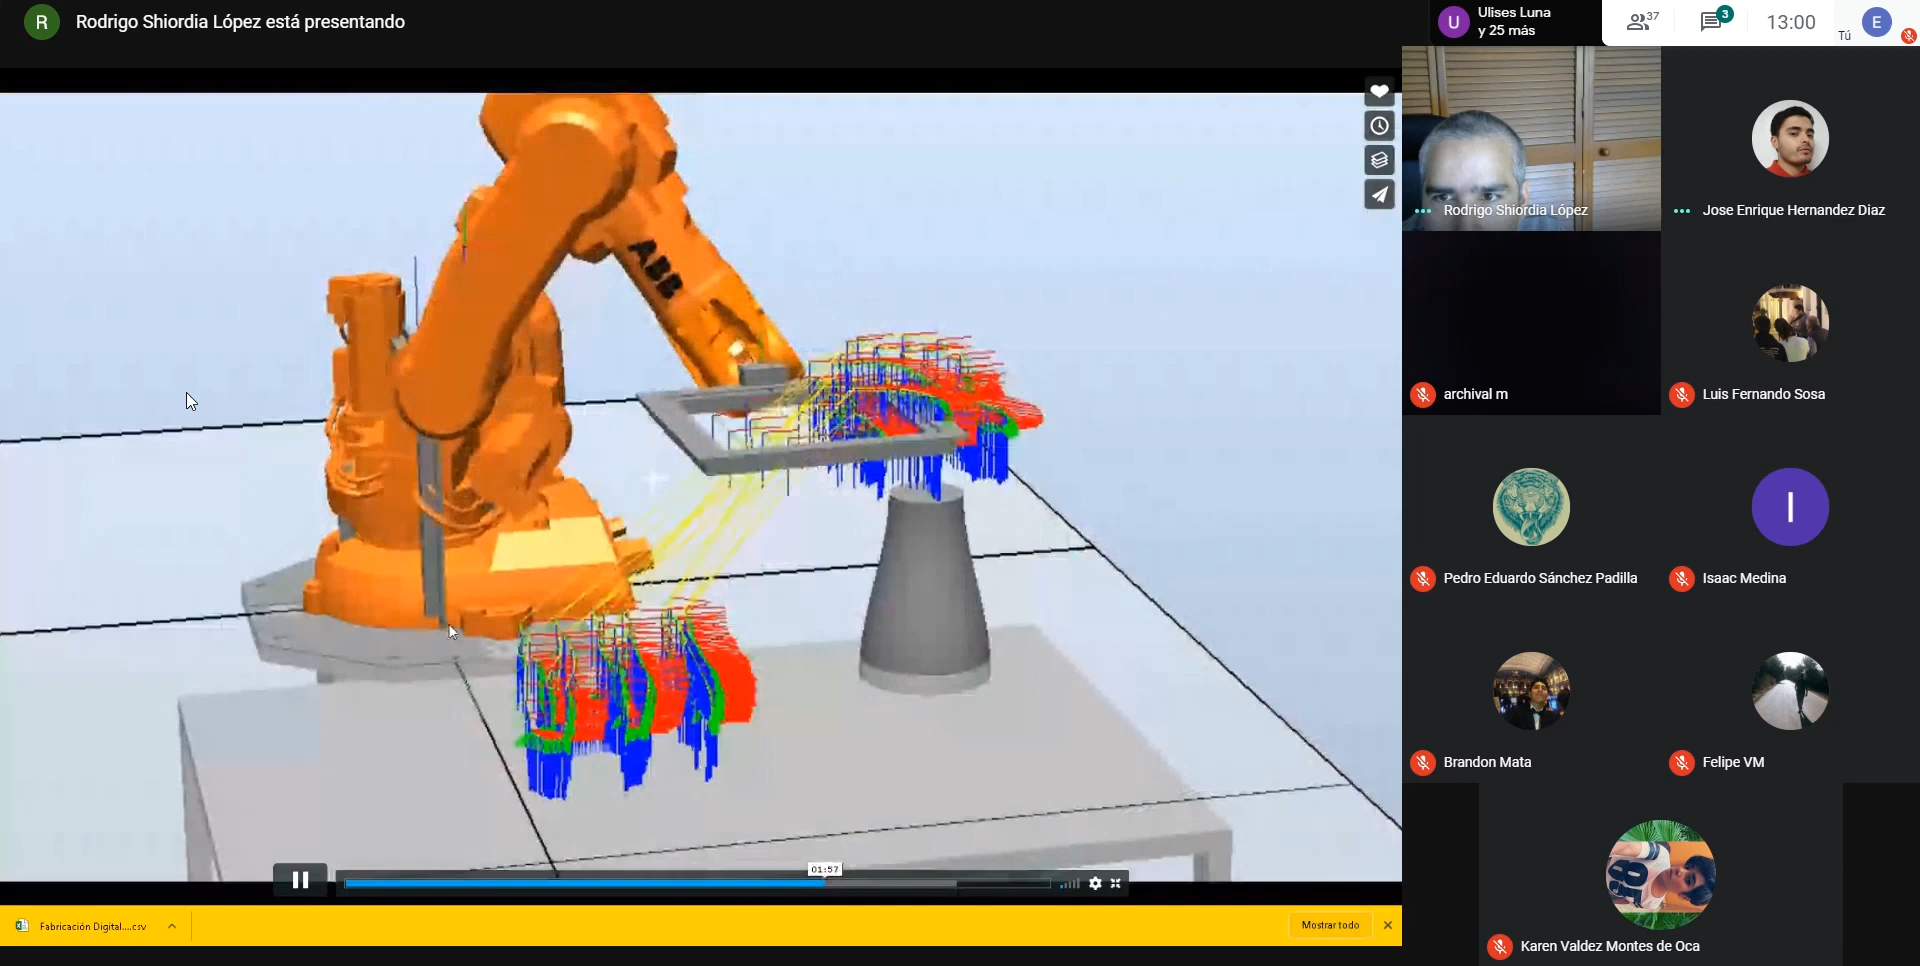 R
Rodrigo Shiordia López está presentando
U
Ulises Luna
y 25 más
37
3
13:00
Tú
E
ABB
Rodrigo Shiordia López
Jose Enrique Hernandez Diaz
archival m
Luis Fernando Sosa
Pedro Eduardo Sánchez Padilla
I
Isaac Medina
Brandon Mata
Felipe VM
01:57
Fabricación Digital....csv
Mostrar todo
Karen Valdez Montes de Oca